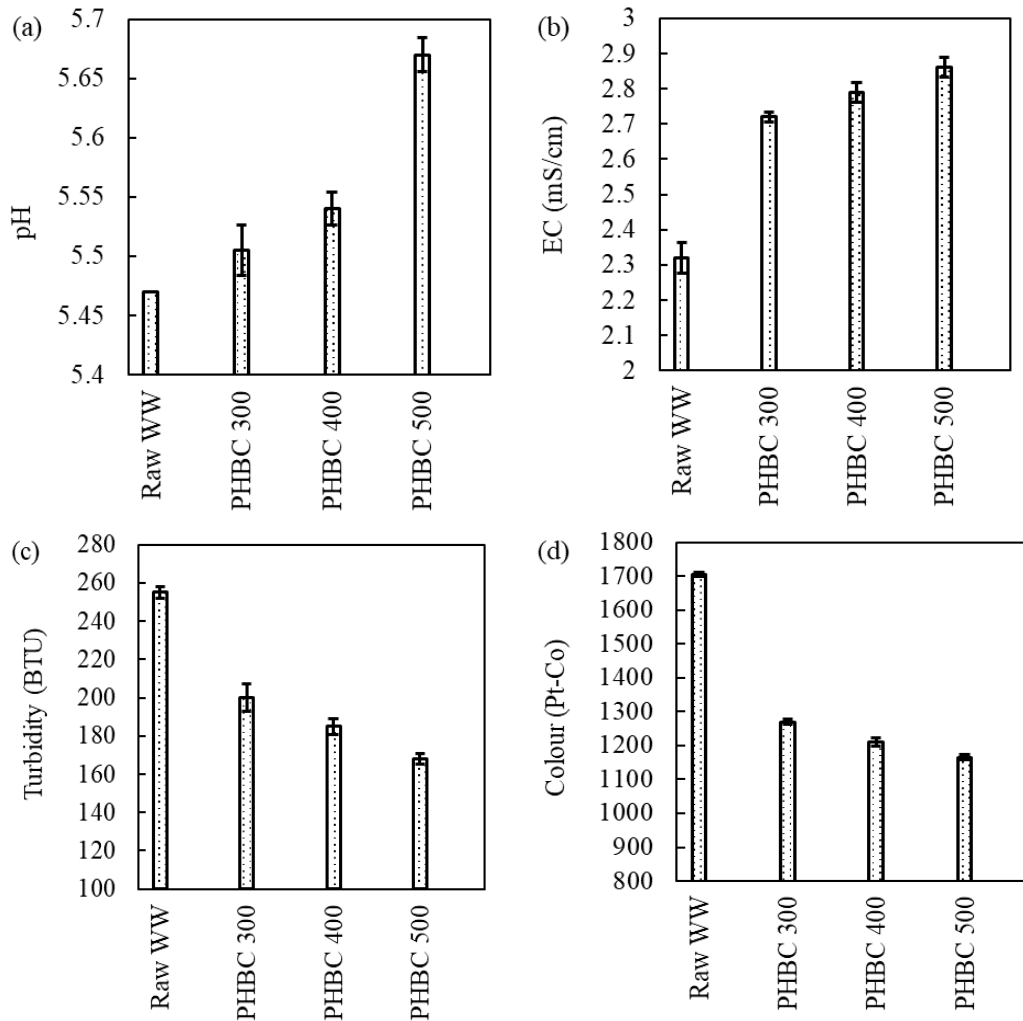 (a)
pH
5.7
5.65
5.6
5.55
5.5
5.45
5.4
Raw WW
PHBC 300
PHBC 400
PHBC 500
(b)
EC (mS/cm)
3
2.9
2.8
2.7
2.6
2.5
2.4
2.3
2.2
2.1
2
Raw WW
PHBC 300
PHBC 400
PHBC 500
(c)
Turbidity (BTU)
280
260
240
220
200
180
160
140
120
100
Raw WW
PHBC 300
PHBC 400
PHBC 500
(d)
Colour (Pt-Co)
1800
1700
1600
1500
1400
1300
1200
1100
1000
900
800
Raw WW
PHBC 300
PHBC 400
PHBC 500